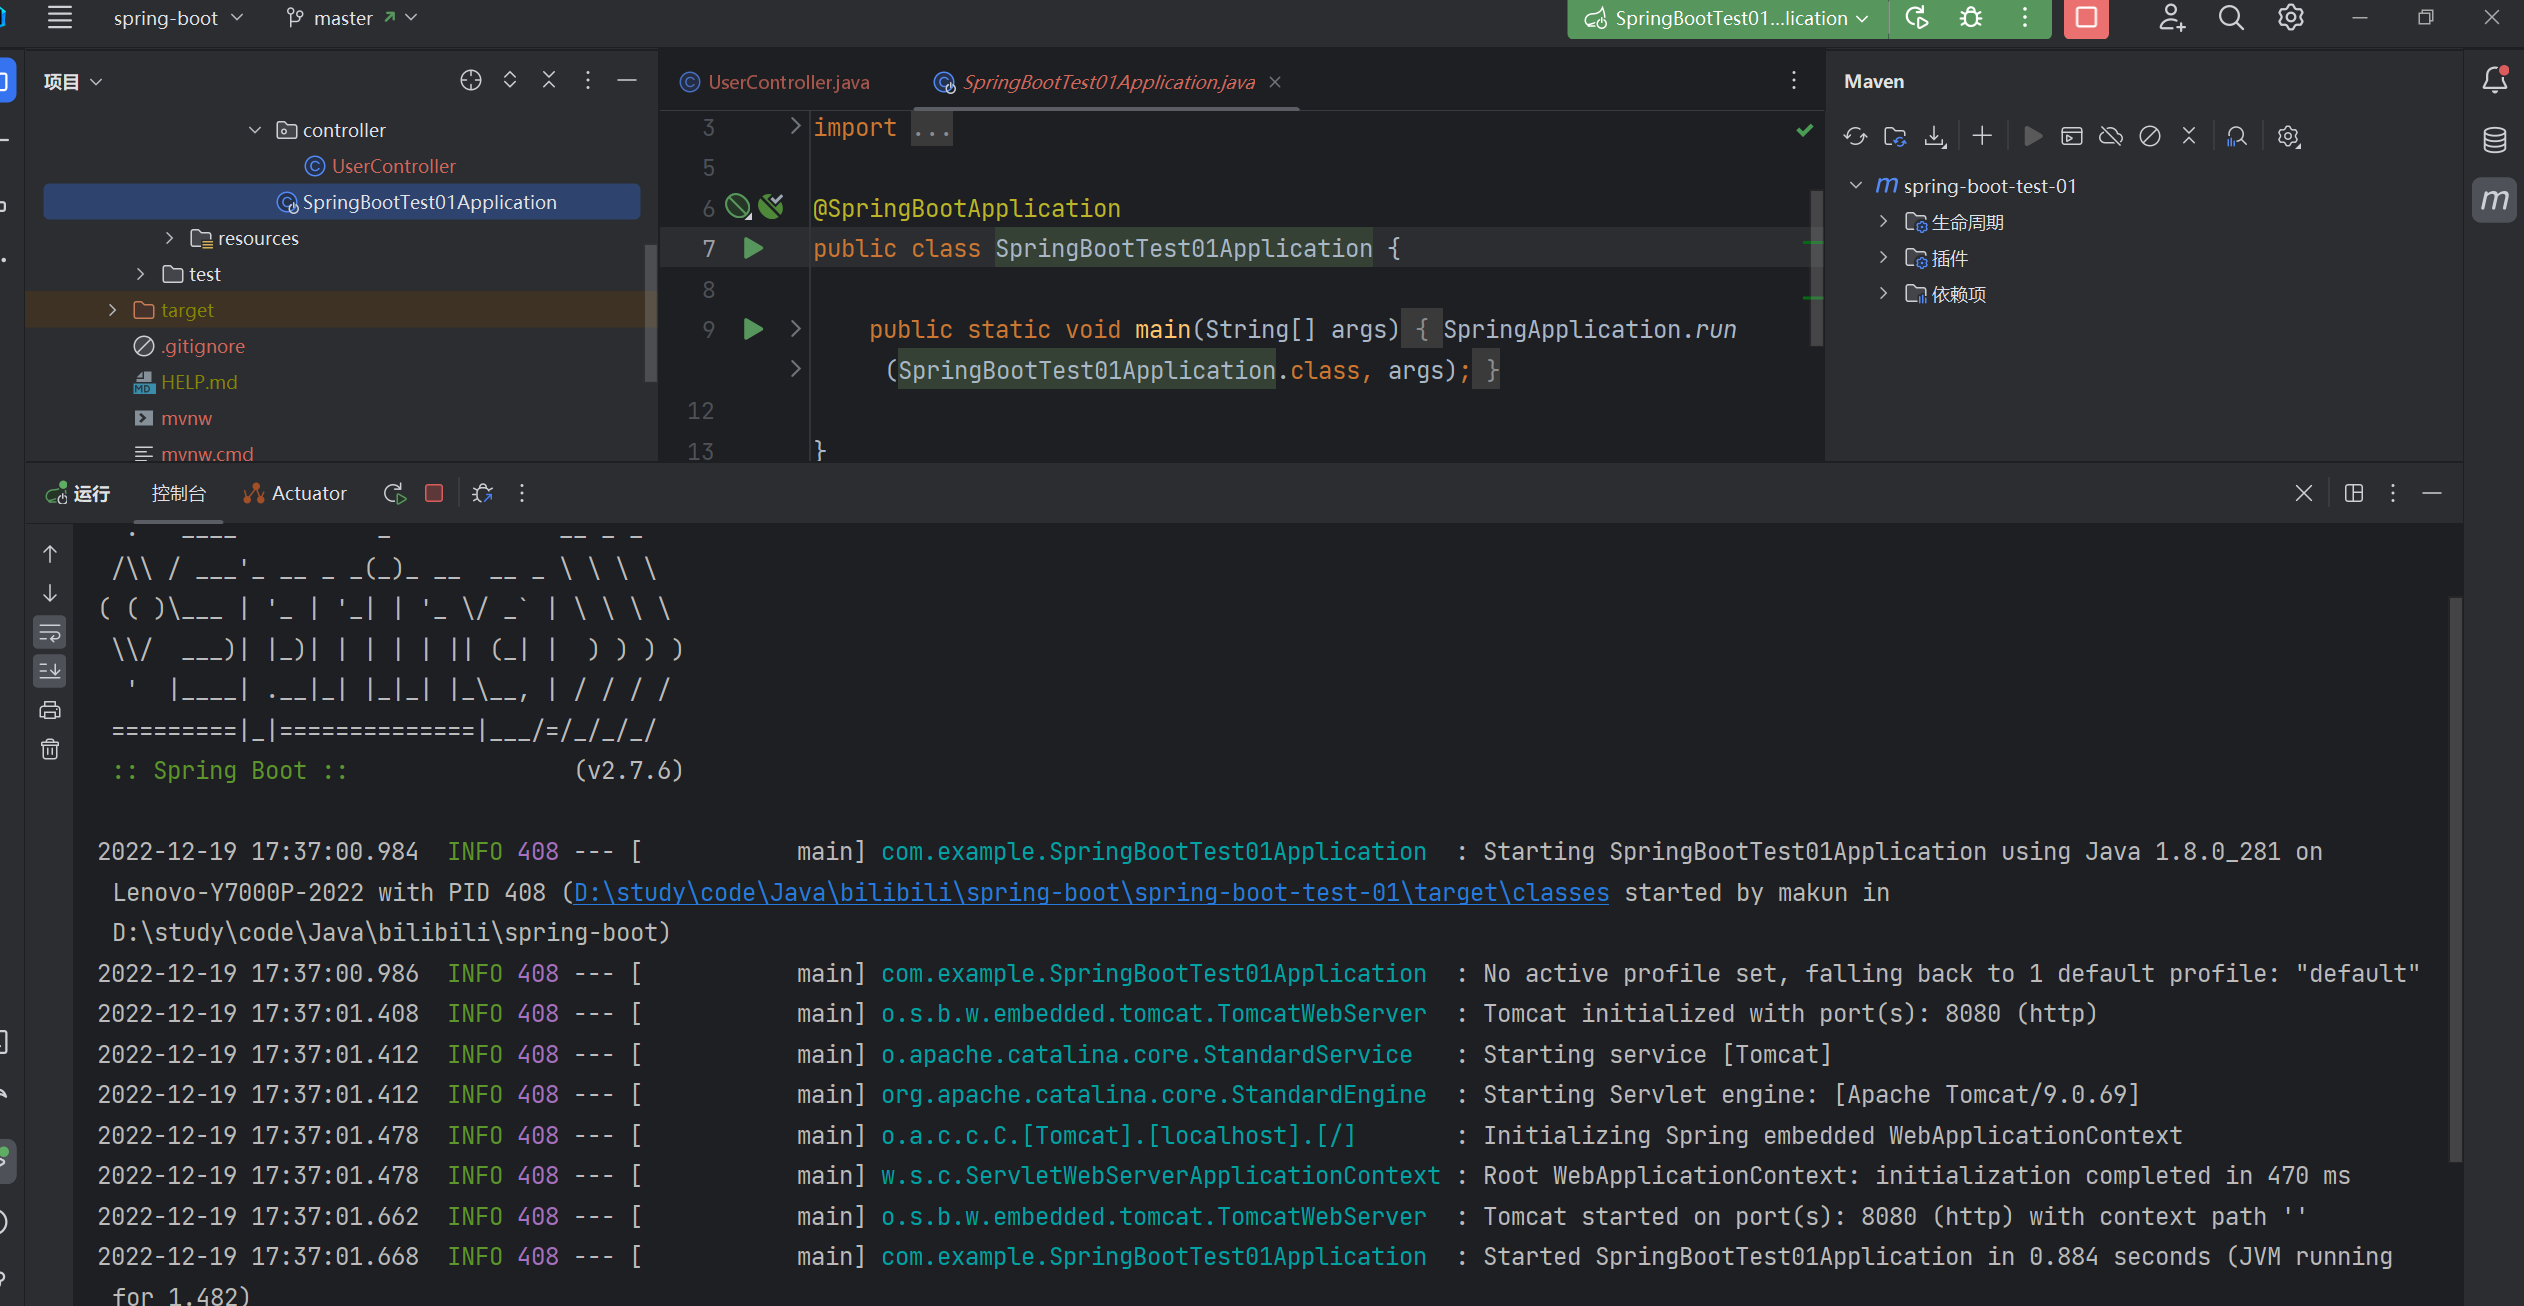 spring-boot
master
SpringBootTest01...lication
项目
controller
UserController
SpringBootTest01Application
resources
test
target
.gitignore
HELP.md
mvnw
mvnw.cmd
UserController.java
SpringBootTest01Application.java
3 import ...
5
6 @SpringBootApplication
7 public class SpringBootTest01Application {
8
9 public static void main(String[] args) { SpringApplication.run
(SpringBootTest01Application.class, args); }
12
13 }
Maven
m spring-boot-test-01
生命周期
插件
依赖项
m
运行 控制台 Actuator
  .   ____          _            __ _ _
 /\\ / ___'_ __ _ _(_)_ __  __ _ \ \ \ \
( ( )\___ | '_ | '_| | '_ \/ _` | \ \ \ \
 \\/  ___)| |_)| | | | | || (_| |  ) ) ) )
  '  |____| .__|_| |_|_| |_\__, | / / / /
 =========|_|==============|___/=/_/_/_/
 :: Spring Boot ::                (v2.7.6)
2022-12-19 17:37:00.984  INFO 408 --- [           main] com.example.SpringBootTest01Application  : Starting SpringBootTest01Application using Java 1.8.0_281 on
Lenovo-Y7000P-2022 with PID 408 (D:\study\code\Java\bilibili\spring-boot\spring-boot-test-01\target\classes started by makun in
D:\study\code\Java\bilibili\spring-boot)
2022-12-19 17:37:00.986  INFO 408 --- [           main] com.example.SpringBootTest01Application  : No active profile set, falling back to 1 default profile: "default"
2022-12-19 17:37:01.408  INFO 408 --- [           main] o.s.b.w.embedded.tomcat.TomcatWebServer  : Tomcat initialized with port(s): 8080 (http)
2022-12-19 17:37:01.412  INFO 408 --- [           main] o.apache.catalina.core.StandardService   : Starting service [Tomcat]
2022-12-19 17:37:01.412  INFO 408 --- [           main] org.apache.catalina.core.StandardEngine  : Starting Servlet engine: [Apache Tomcat/9.0.69]
2022-12-19 17:37:01.478  INFO 408 --- [           main] o.a.c.c.C.[Tomcat].[localhost].[/]       : Initializing Spring embedded WebApplicationContext
2022-12-19 17:37:01.478  INFO 408 --- [           main] w.s.c.ServletWebServerApplicationContext : Root WebApplicationContext: initialization completed in 470 ms
2022-12-19 17:37:01.662  INFO 408 --- [           main] o.s.b.w.embedded.tomcat.TomcatWebServer  : Tomcat started on port(s): 8080 (http) with context path ''
2022-12-19 17:37:01.668  INFO 408 --- [           main] com.example.SpringBootTest01Application  : Started SpringBootTest01Application in 0.884 seconds (JVM running
for 1.482)